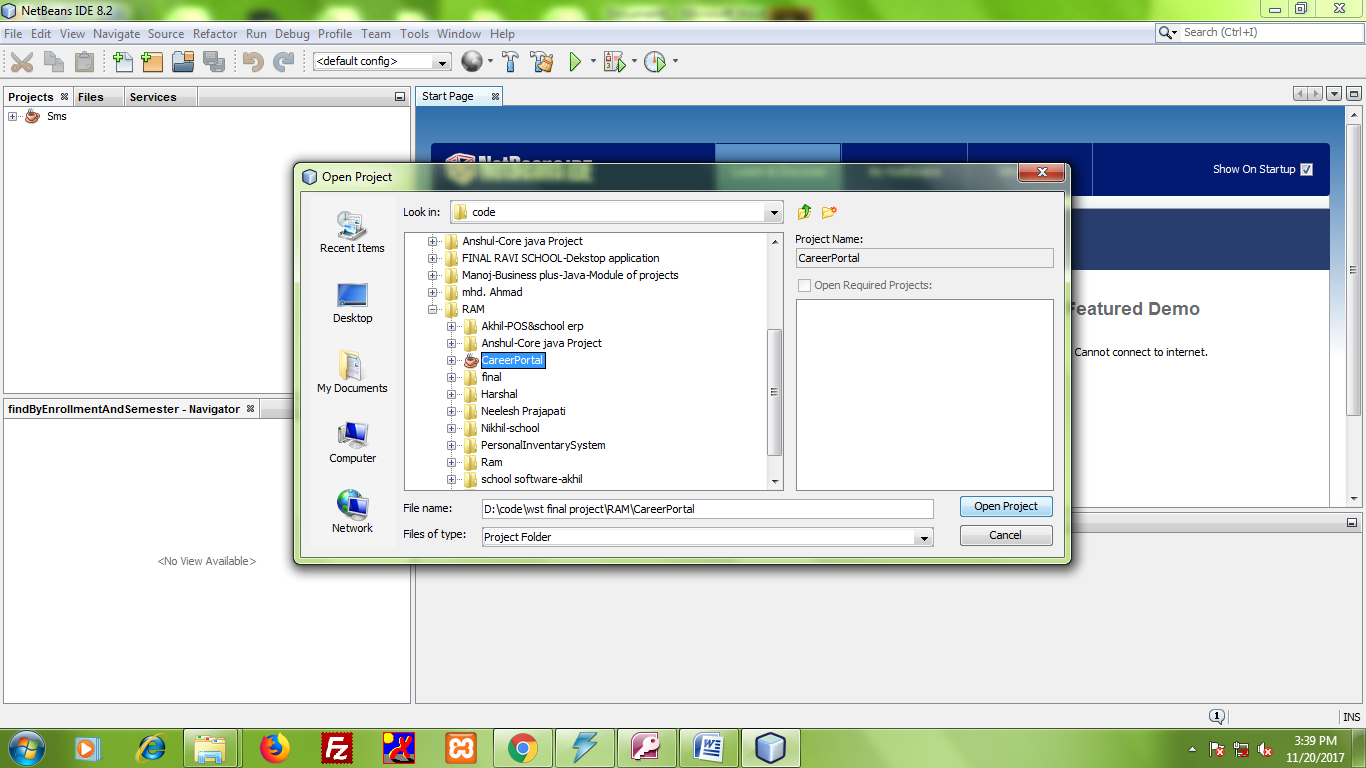 NetBeans IDE 8.2
File Edit View Navigate Source Refactor Run Debug Profile Team Tools Window Help
Search (Ctrl+I)
<default config>
Projects Files Services
Start Page
Sms
NetBeans IDE
Show On Startup
Open Project
Look in: code
Recent Items
Desktop
My Documents
Computer
Network
Anshul-Core java Project
FINAL RAVI SCHOOL-Dekstop application
Manoj-Business plus-Java-Module of projects
mhd. Ahmad
RAM
Akhil-POS&school erp
Anshul-Core java Project
CareerPortal
final
Harshal
Neelesh Prajapati
Nikhil-school
PersonalInventarySystem
Ram
school software-akhil
Project Name:
CareerPortal
Open Required Projects:
File name: D:\code\wst final project\RAM\CareerPortal
Files of type: Project Folder
Open Project
Cancel
Featured Demo
Cannot connect to internet.
findByEnrollmentAndSemester - Navigator
<No View Available>
1
INS
3:39 PM
11/20/2017